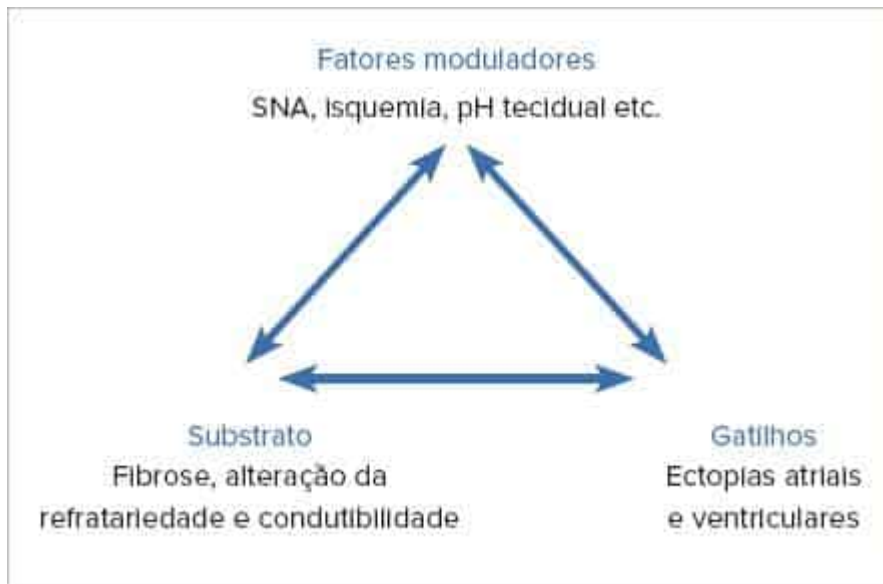 Fatores moduladores
SNA, isquemia, pH tecidual etc.
Substrato
Fibrose, alteração da
refratariedade e condutibilidade
Gatilhos
Ectopias atriais
e ventriculares